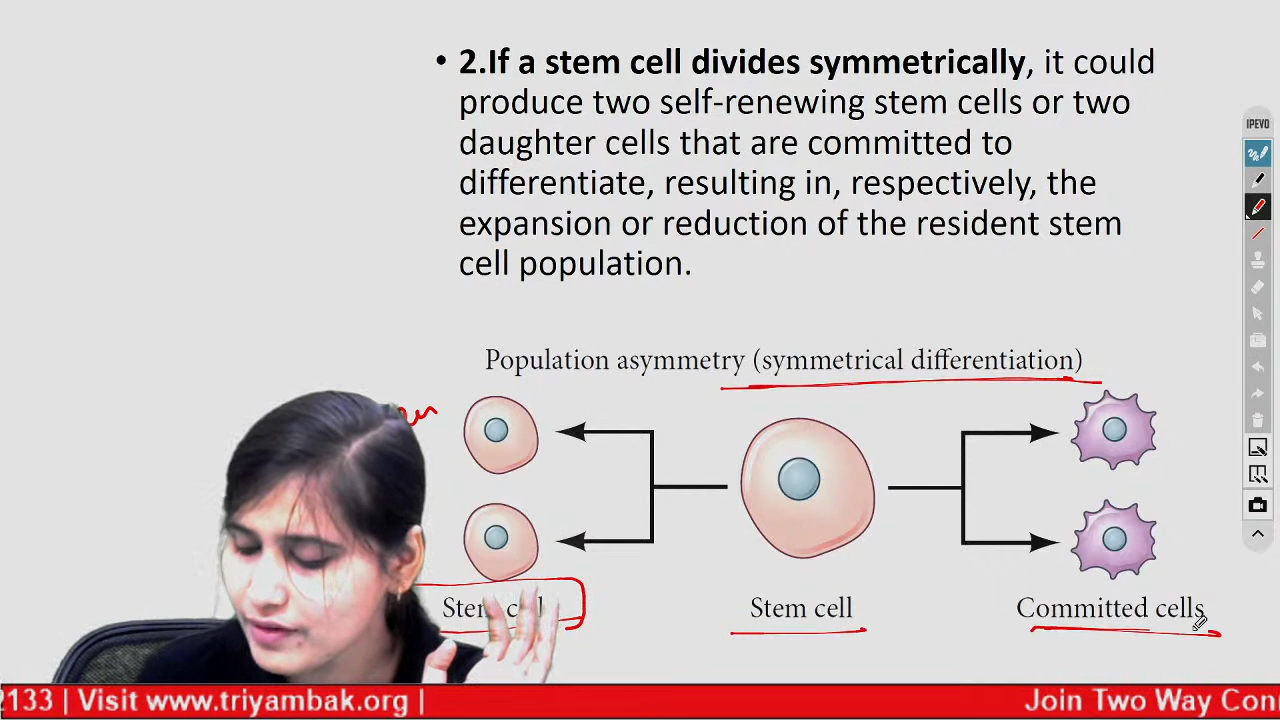 • 2.If a stem cell divides symmetrically, it could
produce two self-renewing stem cells or two
daughter cells that are committed to
differentiate, resulting in, respectively, the
expansion or reduction of the resident stem
cell population.
IPEVO
Population asymmetry (symmetrical differentiation)
Stem cell
Stem cell
Committed cells
2133 | Visit www.triyambak.org |
Join Two Way